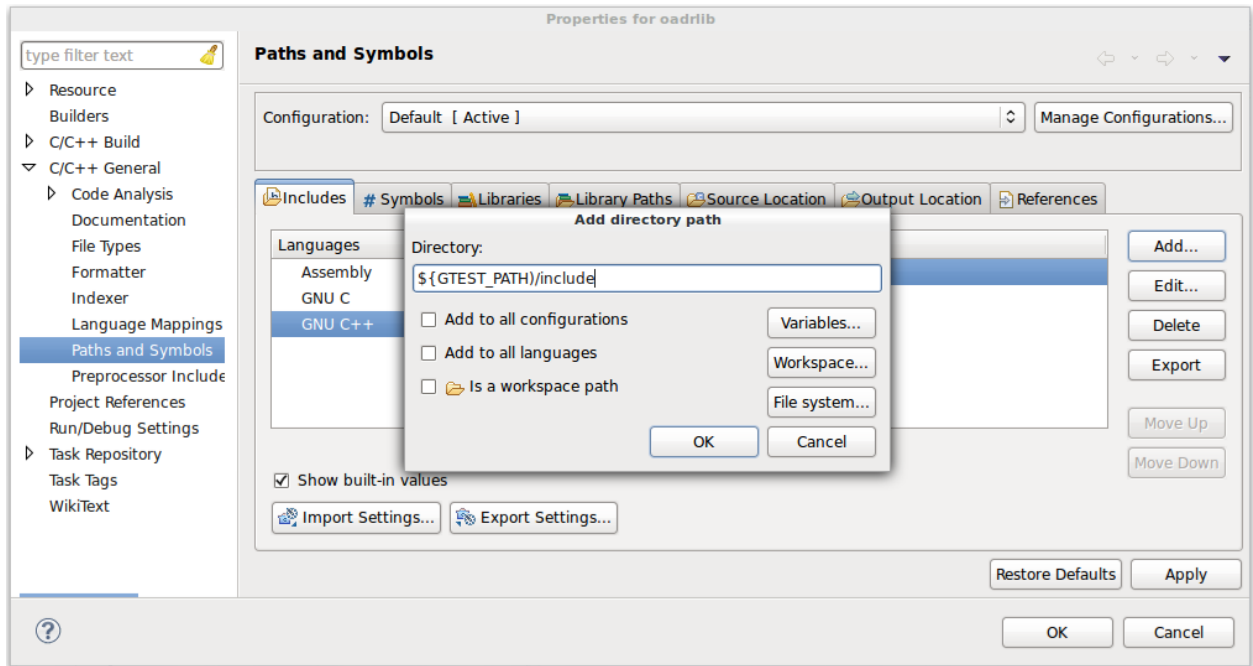 Properties for oadrlib
type filter text
Paths and Symbols
Resource
Builders
C/C++ Build
C/C++ General
Code Analysis
Documentation
File Types
Formatter
Indexer
Language Mappings
Paths and Symbols
Preprocessor Include
Project References
Run/Debug Settings
Task Repository
Task Tags
WikiText
Configuration: Default [ Active ] Manage Configurations...
Includes # Symbols Libraries Library Paths Source Location Output Location References
Languages
Assembly
GNU C
GNU C++
Add directory path
Directory:
${GTEST_PATH)/include
Add to all configurations Variables...
Add to all languages Workspace...
Is a workspace path File system...
OK Cancel
Add...
Edit...
Delete
Export
Move Up
Move Down
Show built-in values
Import Settings... Export Settings...
Restore Defaults Apply
? OK Cancel